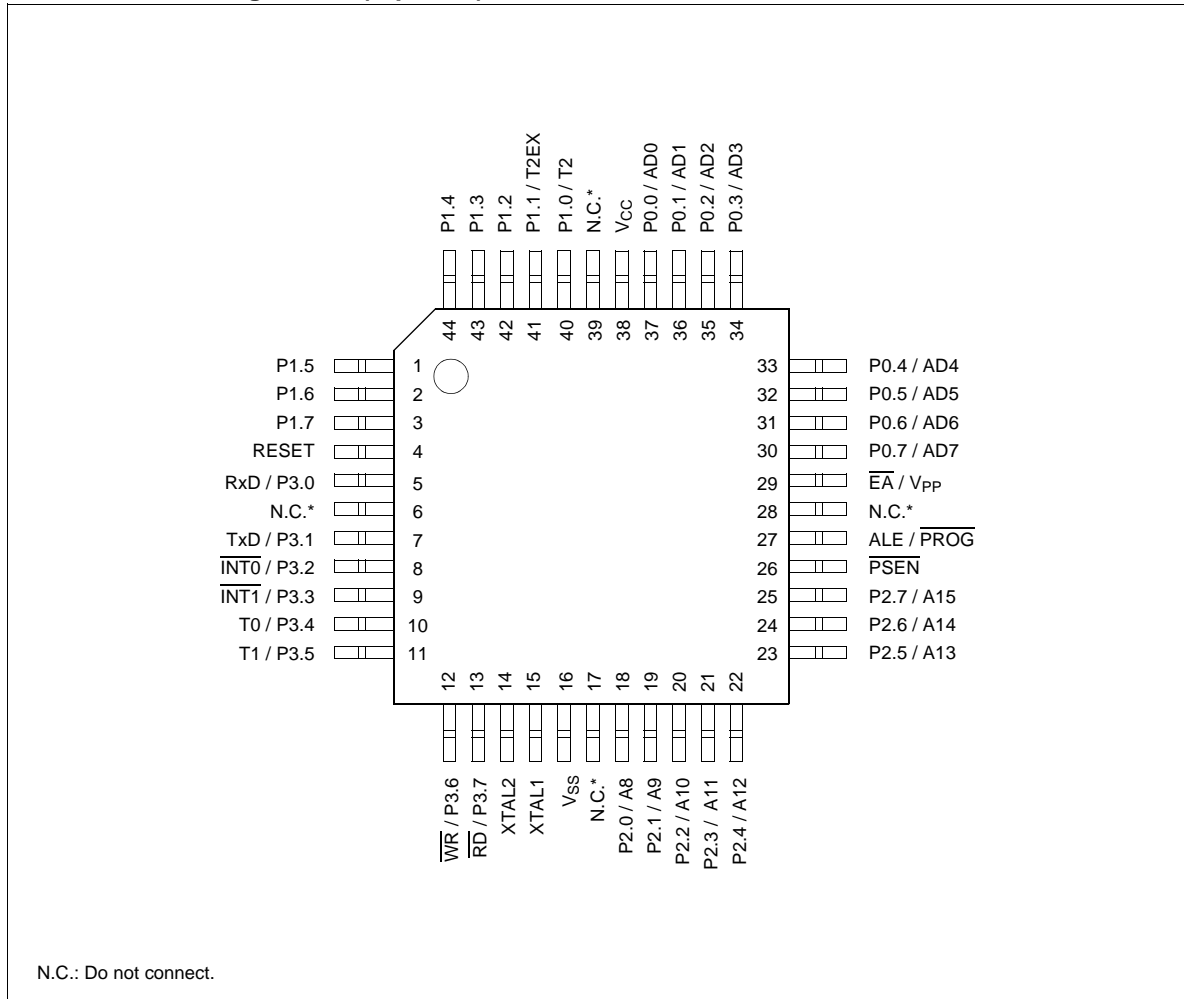 P1.4
P1.3
P1.2
P1.1 / T2EX
P1.0 / T2
N.C.*
VCC
P0.0 / AD0
P0.1 / AD1
P0.2 / AD2
P0.3 / AD3
44
43
42
41
40
39
38
37
36
35
34
P1.5 1
P1.6 2
P1.7 3
RESET 4
RxD / P3.0 5
N.C.* 6
TxD / P3.1 7
INT0 / P3.2 8
INT1 / P3.3 9
T0 / P3.4 10
T1 / P3.5 11
33 P0.4 / AD4
32 P0.5 / AD5
31 P0.6 / AD6
30 P0.7 / AD7
29 EA / VPP
28 N.C.*
27 ALE / PROG
26 PSEN
25 P2.7 / A15
24 P2.6 / A14
23 P2.5 / A13
12
13
14
15
16
17
18
19
20
21
22
WR / P3.6
RD / P3.7
XTAL2
XTAL1
VSS
N.C.*
P2.0 / A8
P2.1 / A9
P2.2 / A10
P2.3 / A11
P2.4 / A12
N.C.: Do not connect.